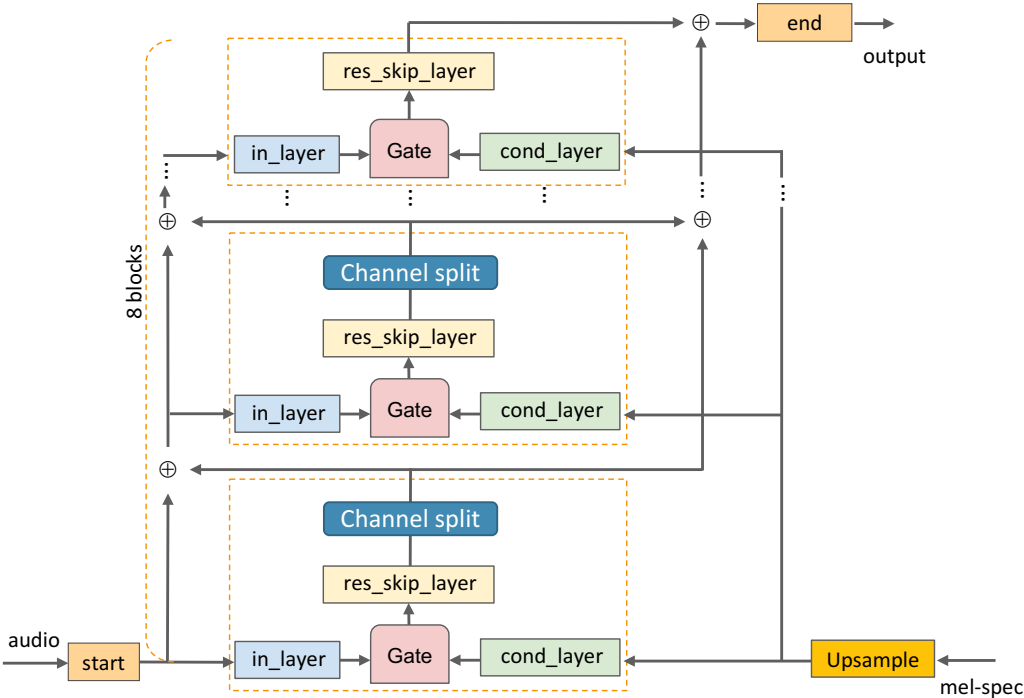 end
output
res_skip_layer
in_layer
Gate
cond_layer
8 blocks
Channel split
res_skip_layer
in_layer
Gate
cond_layer
Channel split
res_skip_layer
audio
start
in_layer
Gate
cond_layer
Upsample
mel-spec